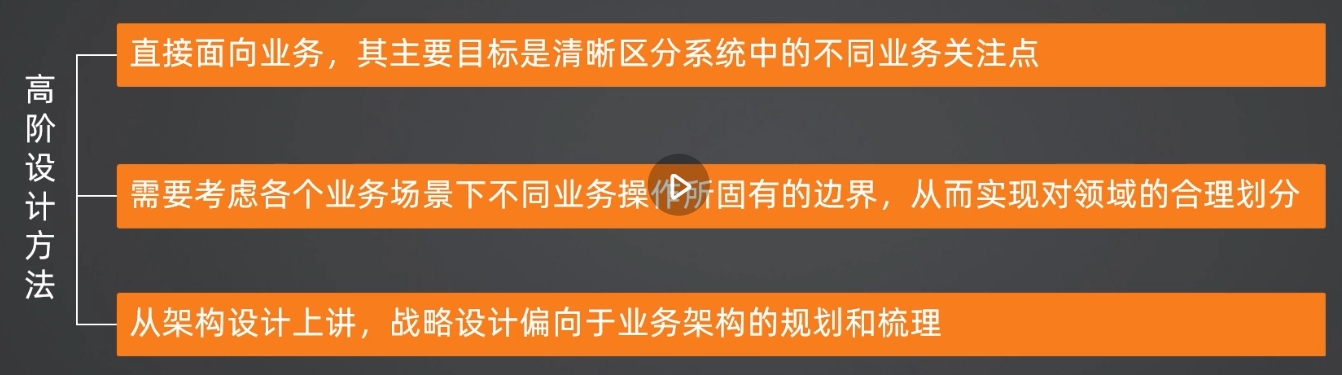 高阶设计方法
直接面向业务，其主要目标是清晰区分系统中的不同业务关注点
需要考虑各个业务场景下不同业务操作所固有的边界，从而实现对领域的合理划分
从架构设计上讲，战略设计偏向于业务架构的规划和梳理